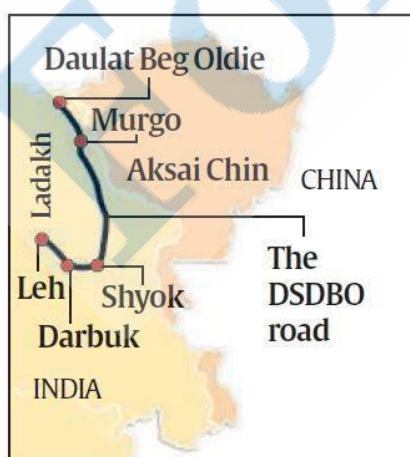 Daulat Beg Oldie
Murgo
Ladakh
Aksai Chin
CHINA
The
DSDBO
road
Leh
Shyok
Darbuk
INDIA